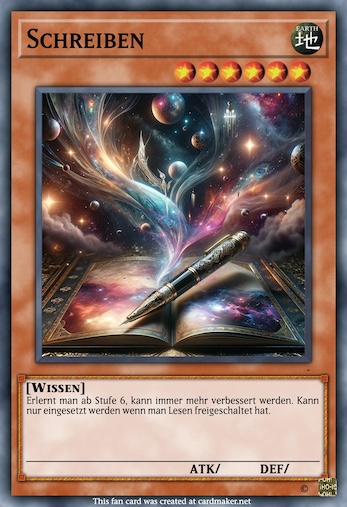 Schreiben
EARTH
地
[Wissen]
Erlernt man ab Stufe 6, kann immer mehr verbessert werden. Kann
nur eingesetzt werden wenn man Lesen freigeschaltet hat.
ATK/ DEF/
©
This fan card was created at cardmaker.net